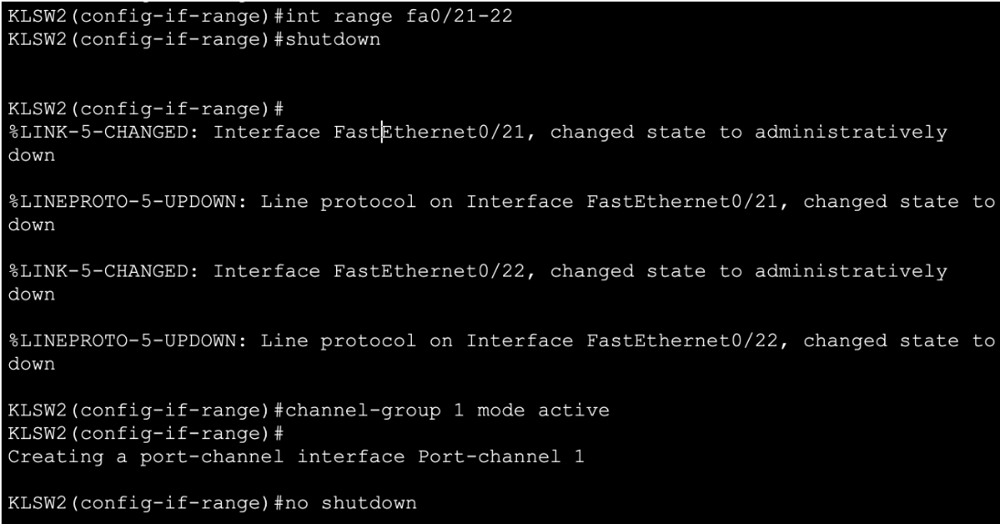 KLSW2(config-if-range)#int range fa0/21-22
KLSW2(config-if-range)#shutdown
KLSW2(config-if-range)#
%LINK-5-CHANGED: Interface FastEthernet0/21, changed state to administratively
down
%LINEPROTO-5-UPDOWN: Line protocol on Interface FastEthernet0/21, changed state to
down
%LINK-5-CHANGED: Interface FastEthernet0/22, changed state to administratively
down
%LINEPROTO-5-UPDOWN: Line protocol on Interface FastEthernet0/22, changed state to
down
KLSW2(config-if-range)#channel-group 1 mode active
KLSW2(config-if-range)#
Creating a port-channel interface Port-channel 1
KLSW2(config-if-range)#no shutdown